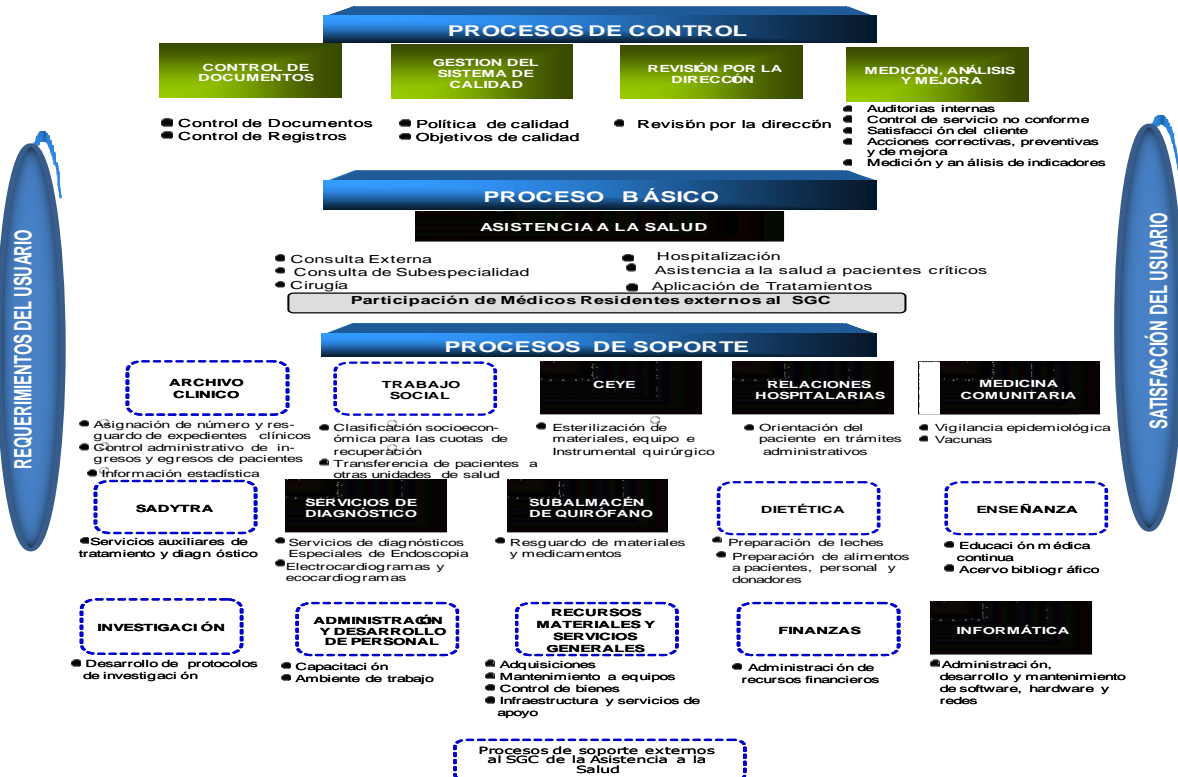 PROCESOS DE CONTROL
CONTROL DE
DOCUMENTOS
Control de Documentos
Control de Registros
GESTION DEL
SISTEMA DE
CALIDAD
Política de calidad
Objetivos de calidad
REVISIÓN POR LA
DIRECCIÓN
Revisión por la dirección
MEDICÓN, ANÁLISIS
Y MEJORA
Auditorias internas
Control de servicio no conforme
Satisfacción del cliente
Acciones correctivas, preventivas
y de mejora
Medición y análisis de indicadores
REQUERIMIENTOS DEL USUARIO
PROCESO BÁSICO
ASISTENCIA A LA SALUD
Consulta Externa
Consulta de Subespecialidad
Cirugía
Hospitalización
Asistencia a la salud a pacientes críticos
Aplicación de Tratamientos
Participación de Médicos Residentes externos al SGC
SATISFACCIÓN DEL USUARIO
PROCESOS DE SOPORTE
ARCHIVO
CLINICO
Asignación de número y res-
guardo de expedientes clínicos
Control administrativo de in-
gresos y egresos de pacientes
Información estadística
TRABAJO
SOCIAL
Clasificación socioecon-
ómica para las cuotas de
recuperación
Transferencia de pacientes a
otras unidades de salud
CEYE
Esterilización de
materiales, equipo e
Instrumental quirúrgico
RELACIONES
HOSPITALARIAS
Orientación del
paciente en trámites
administrativos
MEDICINA
COMUNITARIA
Vigilancia epidemiológica
Vacunas
SADYTRA
Servicios auxiliares de
tratamiento y diagnóstico
SERVICIOS DE
DIAGNÓSTICO
Servicios de diagnósticos
Especiales de Endoscopia
Electrocardiogramas y
ecocardiogramas
SUBALMACÉN
DE QUIRÓFANO
Resguardo de materiales
y medicamentos
DIETÉTICA
Preparación de leches
Preparación de alimentos
a pacientes, personal y
donadores
ENSEÑANZA
Educación médica
continua
Acervo bibliográfico
INVESTIGACIÓN
Desarrollo de protocolos
de investigación
ADMINISTRACIÓN
Y DESARROLLO
DE PERSONAL
Capacitación
Ambiente de trabajo
RECURSOS
MATERIALES Y
SERVICIOS
GENERALES
Adquisiciones
Mantenimiento a equipos
Control de bienes
Infraestructura y servicios de
apoyo
FINANZAS
Administración de
recursos financieros
INFORMÁTICA
Administración,
desarrollo y mantenimiento
de software, hardware y
redes
Procesos de soporte externos
al SGC de la Asistencia a la
Salud